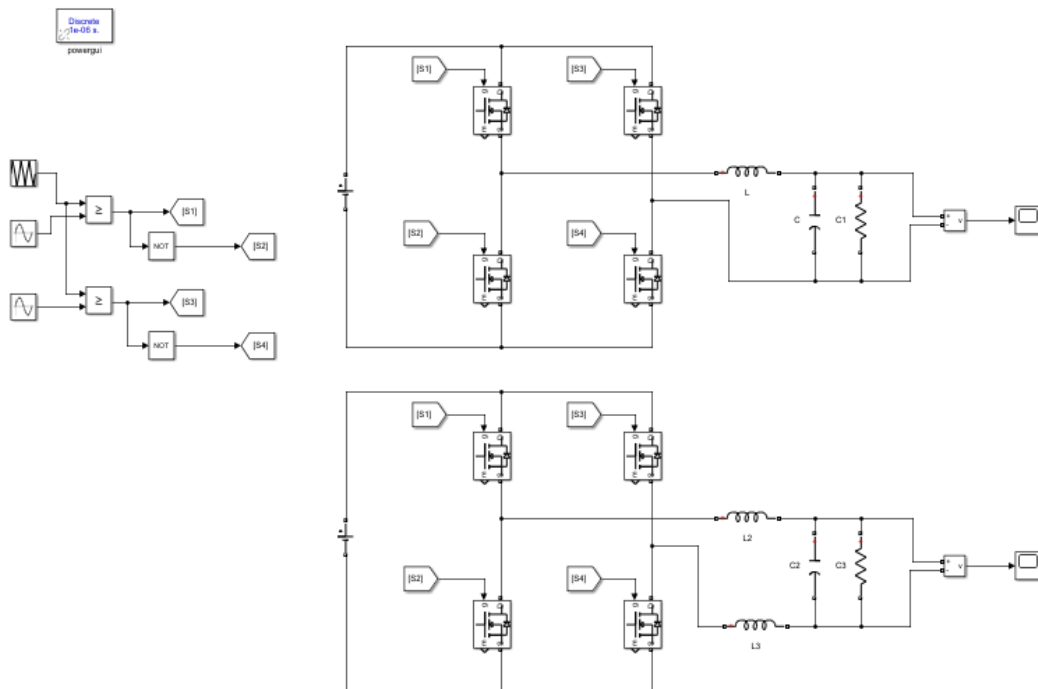 Discrete
1e-06 s.
powergui
[S1]
[S3]
≥
[S1]
L
NOT
[S2]
C
C1
+
-
v
[S2]
[S4]
≥
[S3]
NOT
[S4]
[S1]
[S3]
L2
C2
C3
+
-
v
[S2]
[S4]
L3